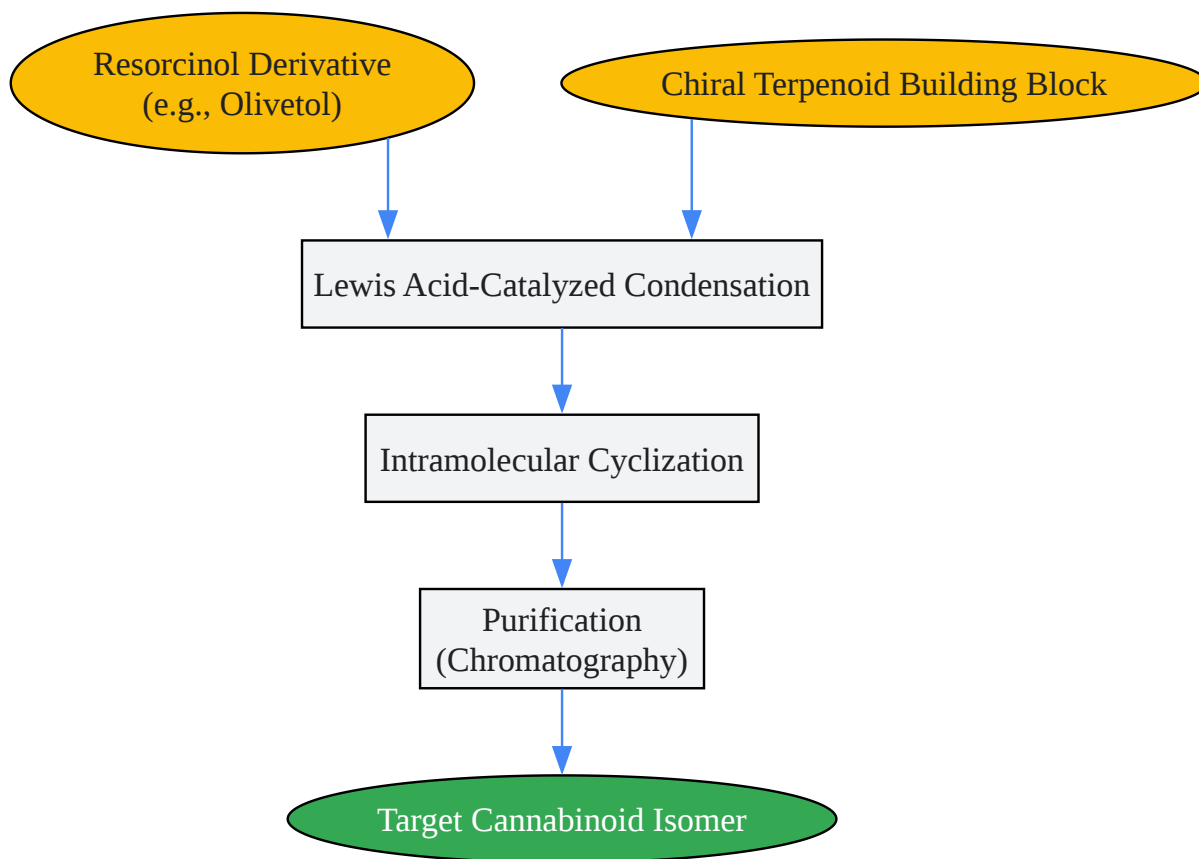 Resorcinol Derivative
(e.g., Olivetol)
Chiral Terpenoid Building Block
Lewis Acid-Catalyzed Condensation
Intramolecular Cyclization
Purification
(Chromatography)
Target Cannabinoid Isomer